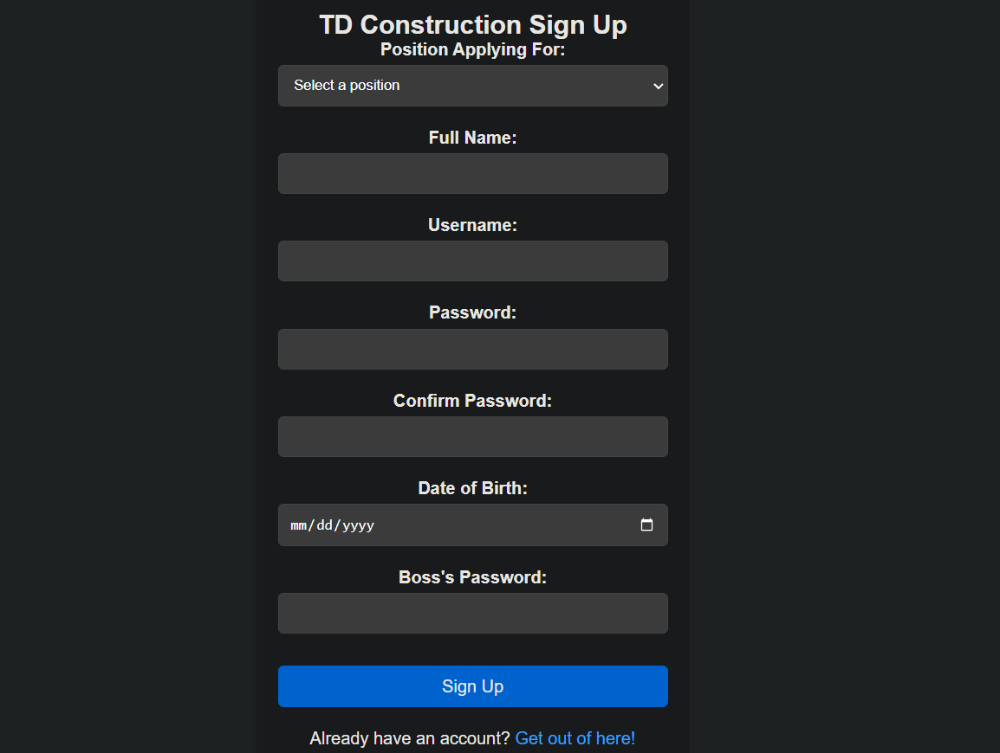 TD Construction Sign Up
Position Applying For:
Select a position
Full Name:
Username:
Password:
Confirm Password:
Date of Birth:
mm/dd/yyyy
Boss's Password:
Sign Up
Already have an account? Get out of here!